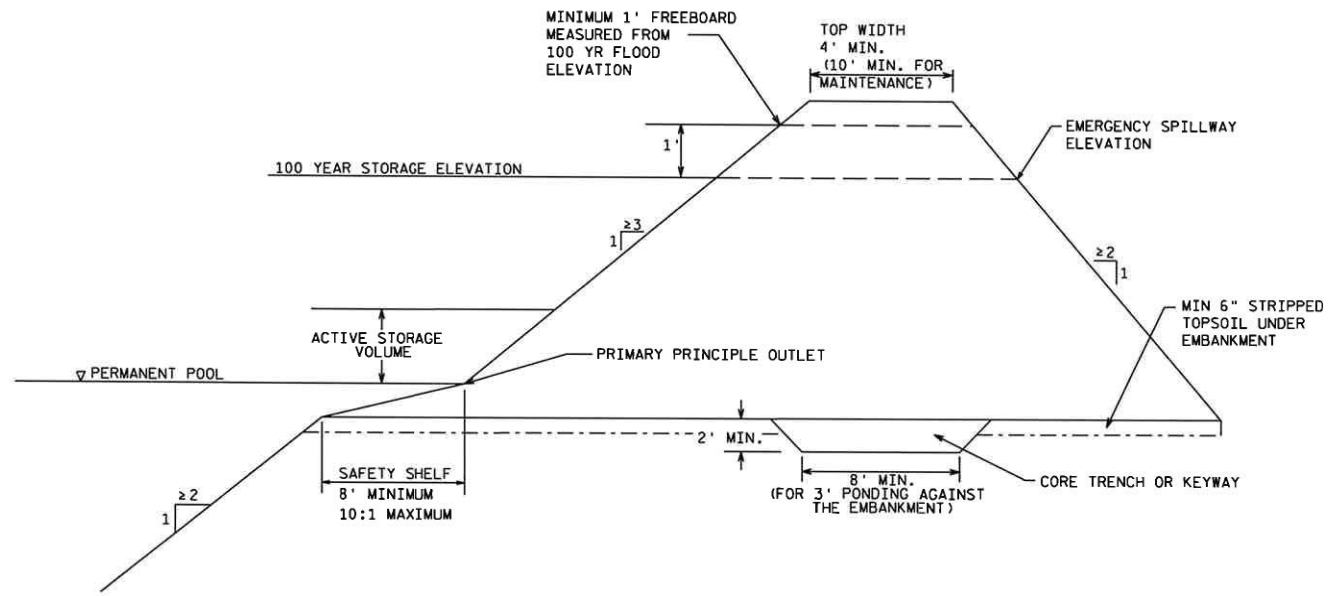 MINIMUM 1' FREEBOARD
MEASURED FROM
100 YR FLOOD
ELEVATION
TOP WIDTH
4' MIN.
(10' MIN. FOR
MAINTENANCE)
EMERGENCY SPILLWAY
ELEVATION
1'
100 YEAR STORAGE ELEVATION
≥3
1
≥2
1
MIN 6" STRIPPED
TOPSOIL UNDER
EMBANKMENT
ACTIVE STORAGE
VOLUME
PRIMARY PRINCIPLE OUTLET
PERMANENT POOL
2' MIN.
SAFETY SHELF
8' MINIMUM
10:1 MAXIMUM
8' MIN.
(FOR 3' PONDING AGAINST
THE EMBANKMENT)
CORE TRENCH OR KEYWAY
≥2
1